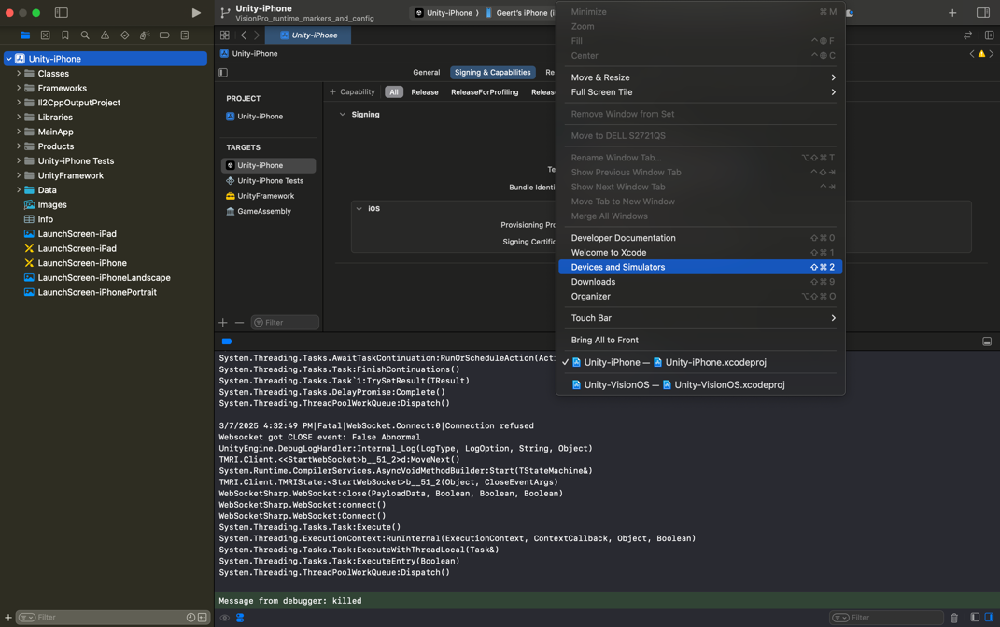 Unity-iPhone
VisionPro_runtime_markers_and_config
Unity-iPhone
Geert's iPhone (i
Unity-iPhone
Unity-iPhone
Unity-iPhone
Classes
Frameworks
Il2CppOutputProject
Libraries
MainApp
Products
Unity-iPhone Tests
UnityFramework
Data
Images
Info
LaunchScreen-iPad
LaunchScreen-iPad
LaunchScreen-iPhone
LaunchScreen-iPhoneLandscape
LaunchScreen-iPhonePortrait
Filter
General
Signing & Capabilities
Re
PROJECT
Unity-iPhone
TARGETS
Unity-iPhone
Unity-iPhone Tests
UnityFramework
GameAssembly
Filter
+ Capability
All
Release
ReleaseForProfiling
Release
Signing
Te
Bundle Identi
iOS
Provisioning Pro
Signing Certific
Minimize ⌘ M
Zoom
Fill ^ F
Center ^ C
Move & Resize
Full Screen Tile
Remove Window from Set
Move to DELL S2721QS
Rename Window Tab... ⌥⇧⌘ T
Show Previous Window Tab ^⇧⇥
Show Next Window Tab ^⇥
Move Tab to New Window
Merge All Windows
Developer Documentation ⇧⌘ 0
Welcome to Xcode ⇧⌘ 1
Devices and Simulators ⇧⌘ 2
Downloads ⇧⌘ 9
Organizer ⌥⇧⌘ O
Touch Bar
Bring All to Front
✓ Unity-iPhone — Unity-iPhone.xcodeproj
Unity-VisionOS — Unity-VisionOS.xcodeproj
System.Threading.Tasks.AwaitTaskContinuation:RunOrScheduleAction(Acti
System.Threading.Tasks.Task:FinishContinuations()
System.Threading.Tasks.Task`1:TrySetResult(TResult)
System.Threading.Tasks.DelayPromise:Complete()
System.Threading.ThreadPoolWorkQueue:Dispatch()
3/7/2025 4:32:49 PM|Fatal|WebSocket.Connect:0|Connection refused
Websocket got CLOSE event: False Abnormal
UnityEngine.DebugLogHandler:Internal_Log(LogType, LogOption, String, Object)
TMRI.Client.<<StartWebSocket>b__51_2>d:MoveNext()
System.Runtime.CompilerServices.AsyncVoidMethodBuilder:Start(TStateMachine&)
TMRI.Client.TMRIState:<StartWebSocket>b__51_2(Object, CloseEventArgs)
WebSocketSharp.WebSocket:close(PayloadData, Boolean, Boolean, Boolean)
WebSocketSharp.WebSocket:connect()
WebSocketSharp.WebSocket:Connect()
System.Threading.Tasks.Task:Execute()
System.Threading.ExecutionContext:RunInternal(ExecutionContext, ContextCallback, Object, Boolean)
System.Threading.Tasks.Task:ExecuteWithThreadLocal(Task&)
System.Threading.Tasks.Task:ExecuteEntry(Boolean)
System.Threading.ThreadPoolWorkQueue:Dispatch()
Message from debugger: killed
Filter